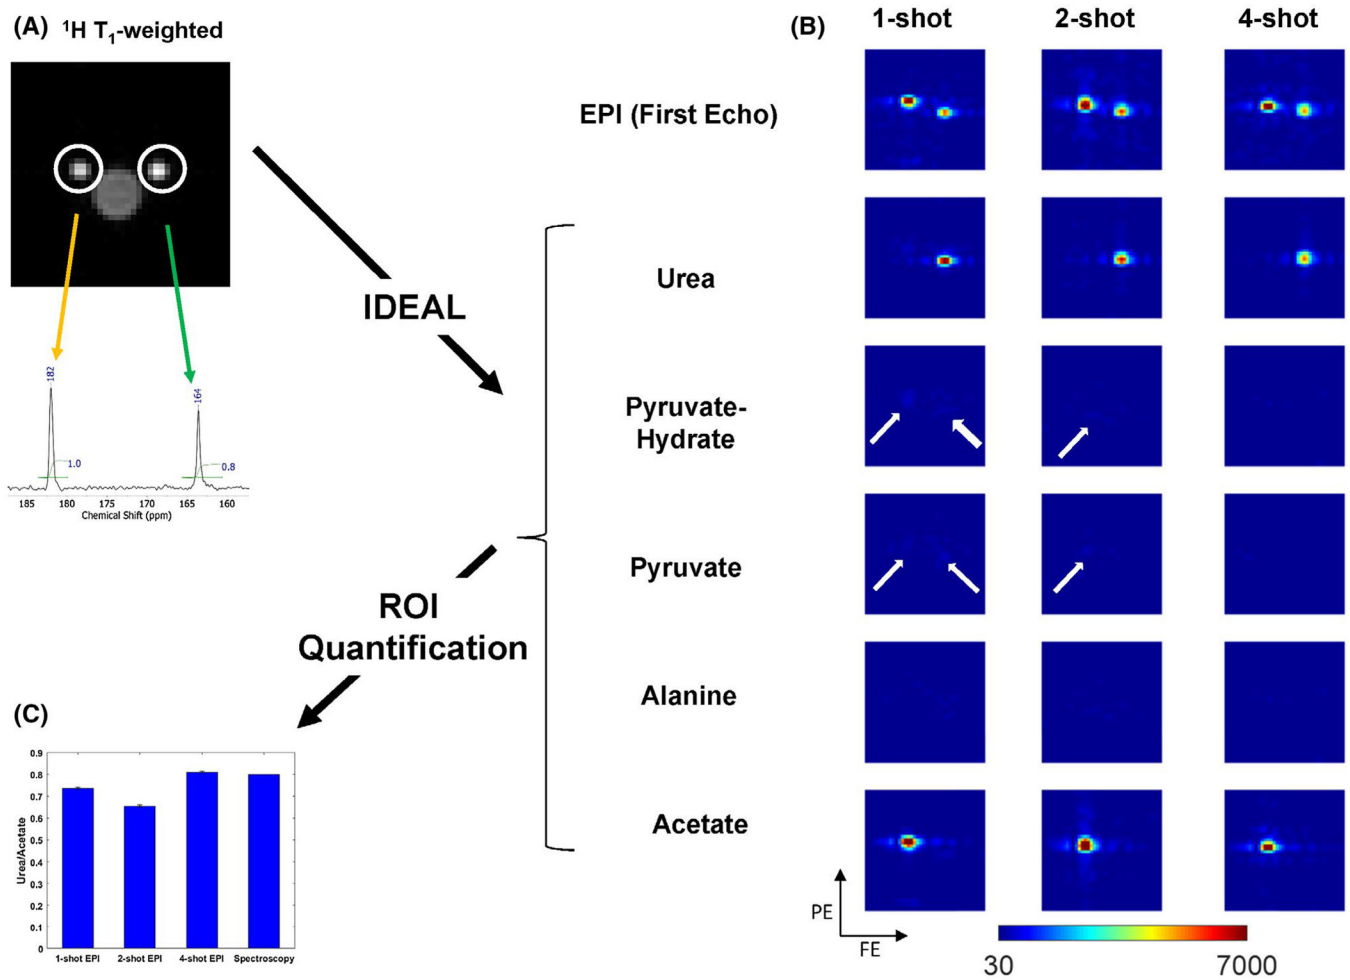 (A) ¹H T₁-weighted
182
164
1.0
0.8
185 180 175 170 165 160
Chemical Shift (ppm)
IDEAL
ROI
Quantification
(C)
Urea/Acetate
0.9
0.8
0.7
0.6
0.5
0.4
0.3
0.2
0.1
0
1-shot EPI 2-shot EPI 4-shot EPI Spectroscopy
(B) 1-shot 2-shot 4-shot
EPI (First Echo)
Urea
Pyruvate-
Hydrate
Pyruvate
Alanine
Acetate
PE
FE
30 7000